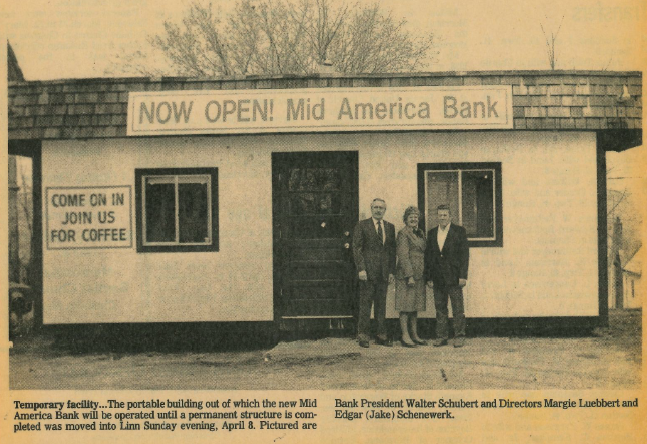 NOW OPEN! Mid America Bank
COME ON IN
JOIN US
FOR COFFEE
Temporary facility...The portable building out of which the new Mid
America Bank will be operated until a permanent structure is com-
pleted was moved into Linn Sunday evening, April 8. Pictured are
Bank President Walter Schubert and Directors Margie Luebbert and
Edgar (Jake) Schenewerk.